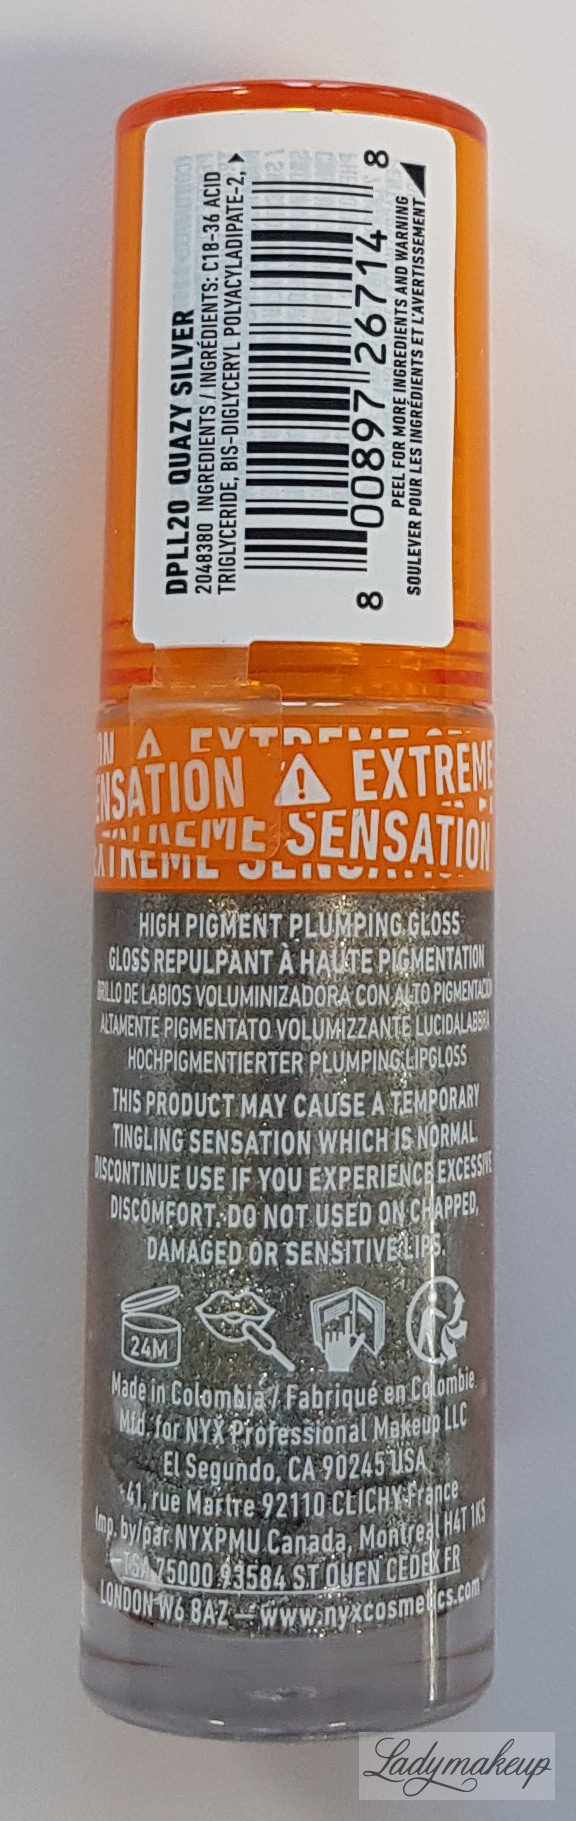 DPLL20 QUAZY SILVER
2048380 INGREDIENTS / INGRÉDIENTS: C18-36 ACID
TRIGLYCERIDE, BIS-DIGLYCERYL POLYACYLADIPATE-2,
8 00897 26714 8
PEEL FOR MORE INGREDIENTS AND WARNING
SOULEVER POUR LES INGRÉDIENTS ET L'AVERTISSEMENT
ENSATION ⚠ EXTREME
EXTREME SENSATION
HIGH PIGMENT PLUMPING GLOSS
GLOSS REPULPANT À HAUTE PIGMENTATION
BRILLO DE LABIOS VOLUMINIZADORA CON ALTO PIGMENTACION
ALTAMENTE PIGMENTATO VOLUMIZZANTE LUCIDALABBRA
HOCHPIGMENTIERTER PLUMPING LIPGLOSS
THIS PRODUCT MAY CAUSE A TEMPORARY
TINGLING SENSATION WHICH IS NORMAL.
DISCONTINUE USE IF YOU EXPERIENCE EXCESSIVE
DISCOMFORT. DO NOT USED ON CHAPPED,
DAMAGED OR SENSITIVE LIPS.
24M
Made in Colombia / Fabriqué en Colombie
Mfd. for NYX Professional Makeup LLC
El Segundo, CA 90245 USA
41, rue Martre 92110 CLICHY France
Imp. by/par NYXPMU Canada, Montreal H4T 1K5
TSA 75000 93584 ST OUEN CEDEX FR
LONDON W6 8AZ – www.nyxcosmetics.com
Ladymakeup